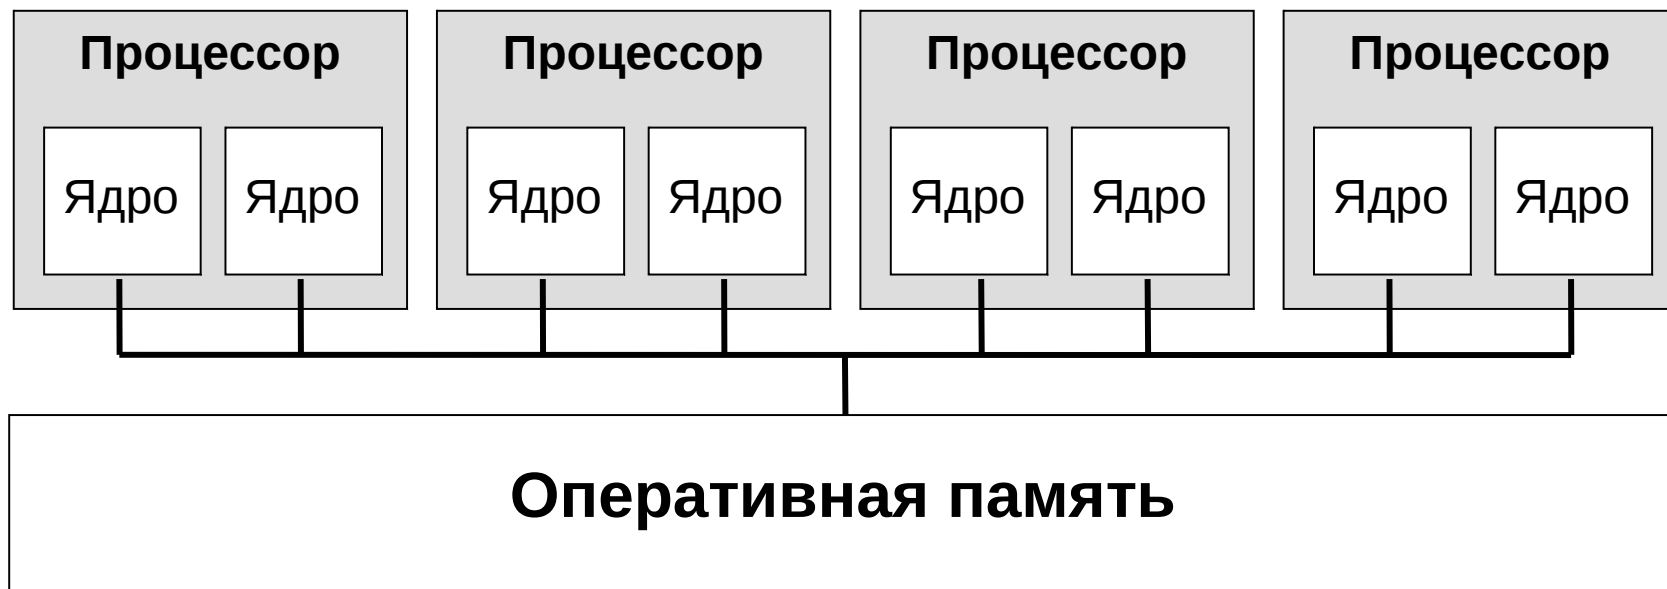 Процессор Процессор Процессор Процессор
Ядро Ядро Ядро Ядро Ядро Ядро Ядро Ядро
Оперативная память